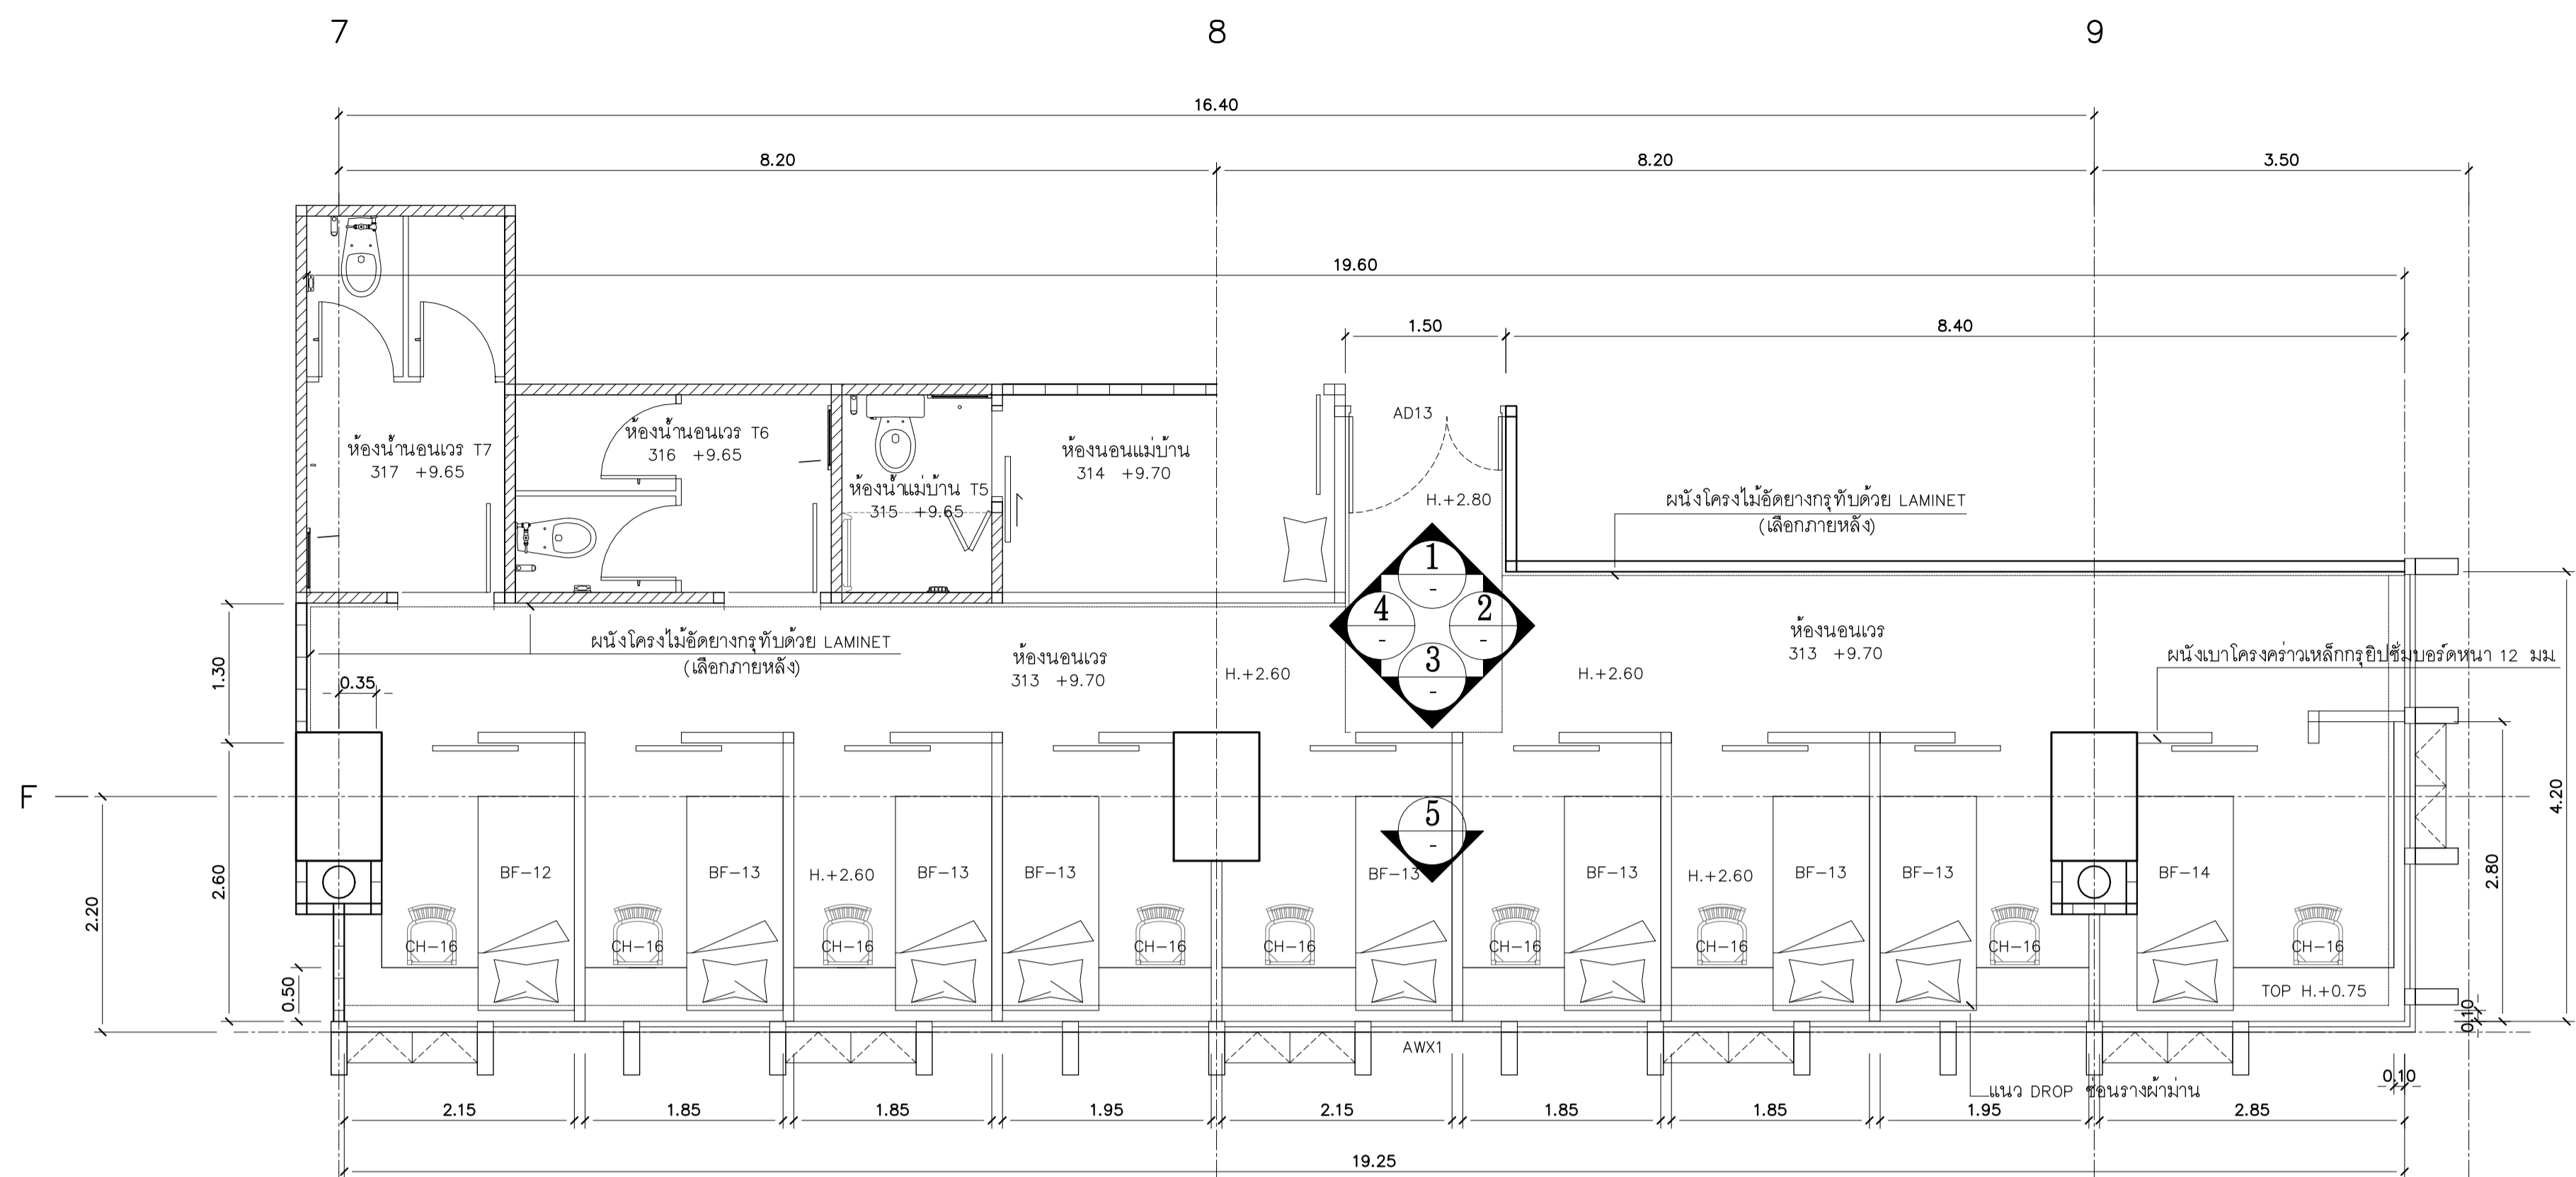 7
8
9
16.40
8.20
8.20
3.50
19.60
1.50
8.40
AD13
ห้องน้ำนอนเวร T7
317 +9.65
ห้องน้ำนอนเวร T6
316 +9.65
ห้องน้ำแม่บ้าน T5
315 +9.65
ห้องนอนแม่บ้าน
314 +9.70
H.+2.80
ผนังโครงไม้อัดยางกรุทับด้วย LAMINET
(เลือกภายหลัง)
1
-
4
-
2
-
3
-
ผนังโครงไม้อัดยางกรุทับด้วย LAMINET
(เลือกภายหลัง)
ห้องนอนเวร
313 +9.70
H.+2.60
H.+2.60
ห้องนอนเวร
313 +9.70
ผนังเบาโครงคร่าวเหล็กกรุยิปซั่มบอร์ดหนา 12 มม.
1.30
0.35
F
4.20
2.80
2.60
2.20
0.50
5
-
BF-12
BF-13
H.+2.60
BF-13
BF-13
BF-13
BF-13
H.+2.60
BF-13
BF-13
BF-14
CH-16
CH-16
CH-16
CH-16
CH-16
CH-16
CH-16
CH-16
CH-16
TOP H.+0.75
0.10
AWX1
0.10
แนว DROP ซ่อนรางผ้าม่าน
2.15
1.85
1.85
1.95
2.15
1.85
1.85
1.95
2.85
19.25